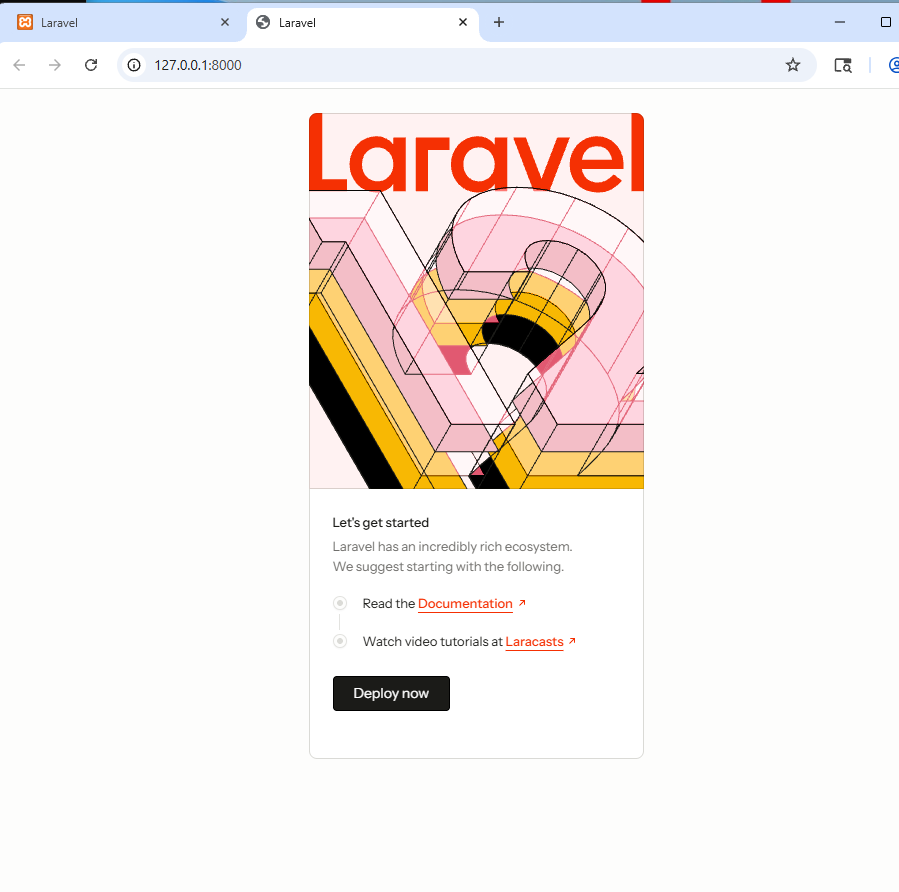 Laravel
Laravel
127.0.0.1:8000
Laravel
Let's get started
Laravel has an incredibly rich ecosystem.
We suggest starting with the following.
Read the Documentation
Watch video tutorials at Laracasts
Deploy now